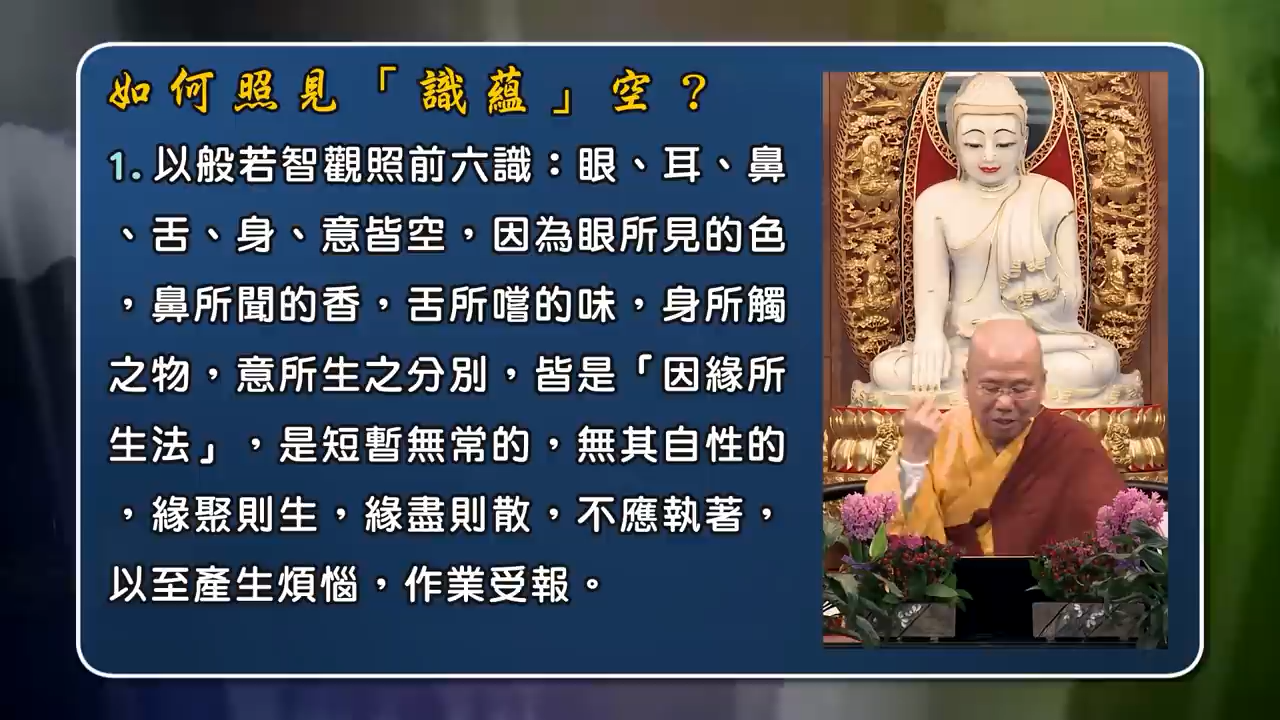 如何照見「識蘊」空？
1. 以般若智觀照前六識：眼、耳、鼻
、舌、身、意皆空，因為眼所見的色
，鼻所聞的香，舌所嚐的味，身所觸
之物，意所生之分別，皆是「因緣所
生法」，是短暫無常的，無其自性的
，緣聚則生，緣盡則散，不應執著，
以至產生煩惱，作業受報。